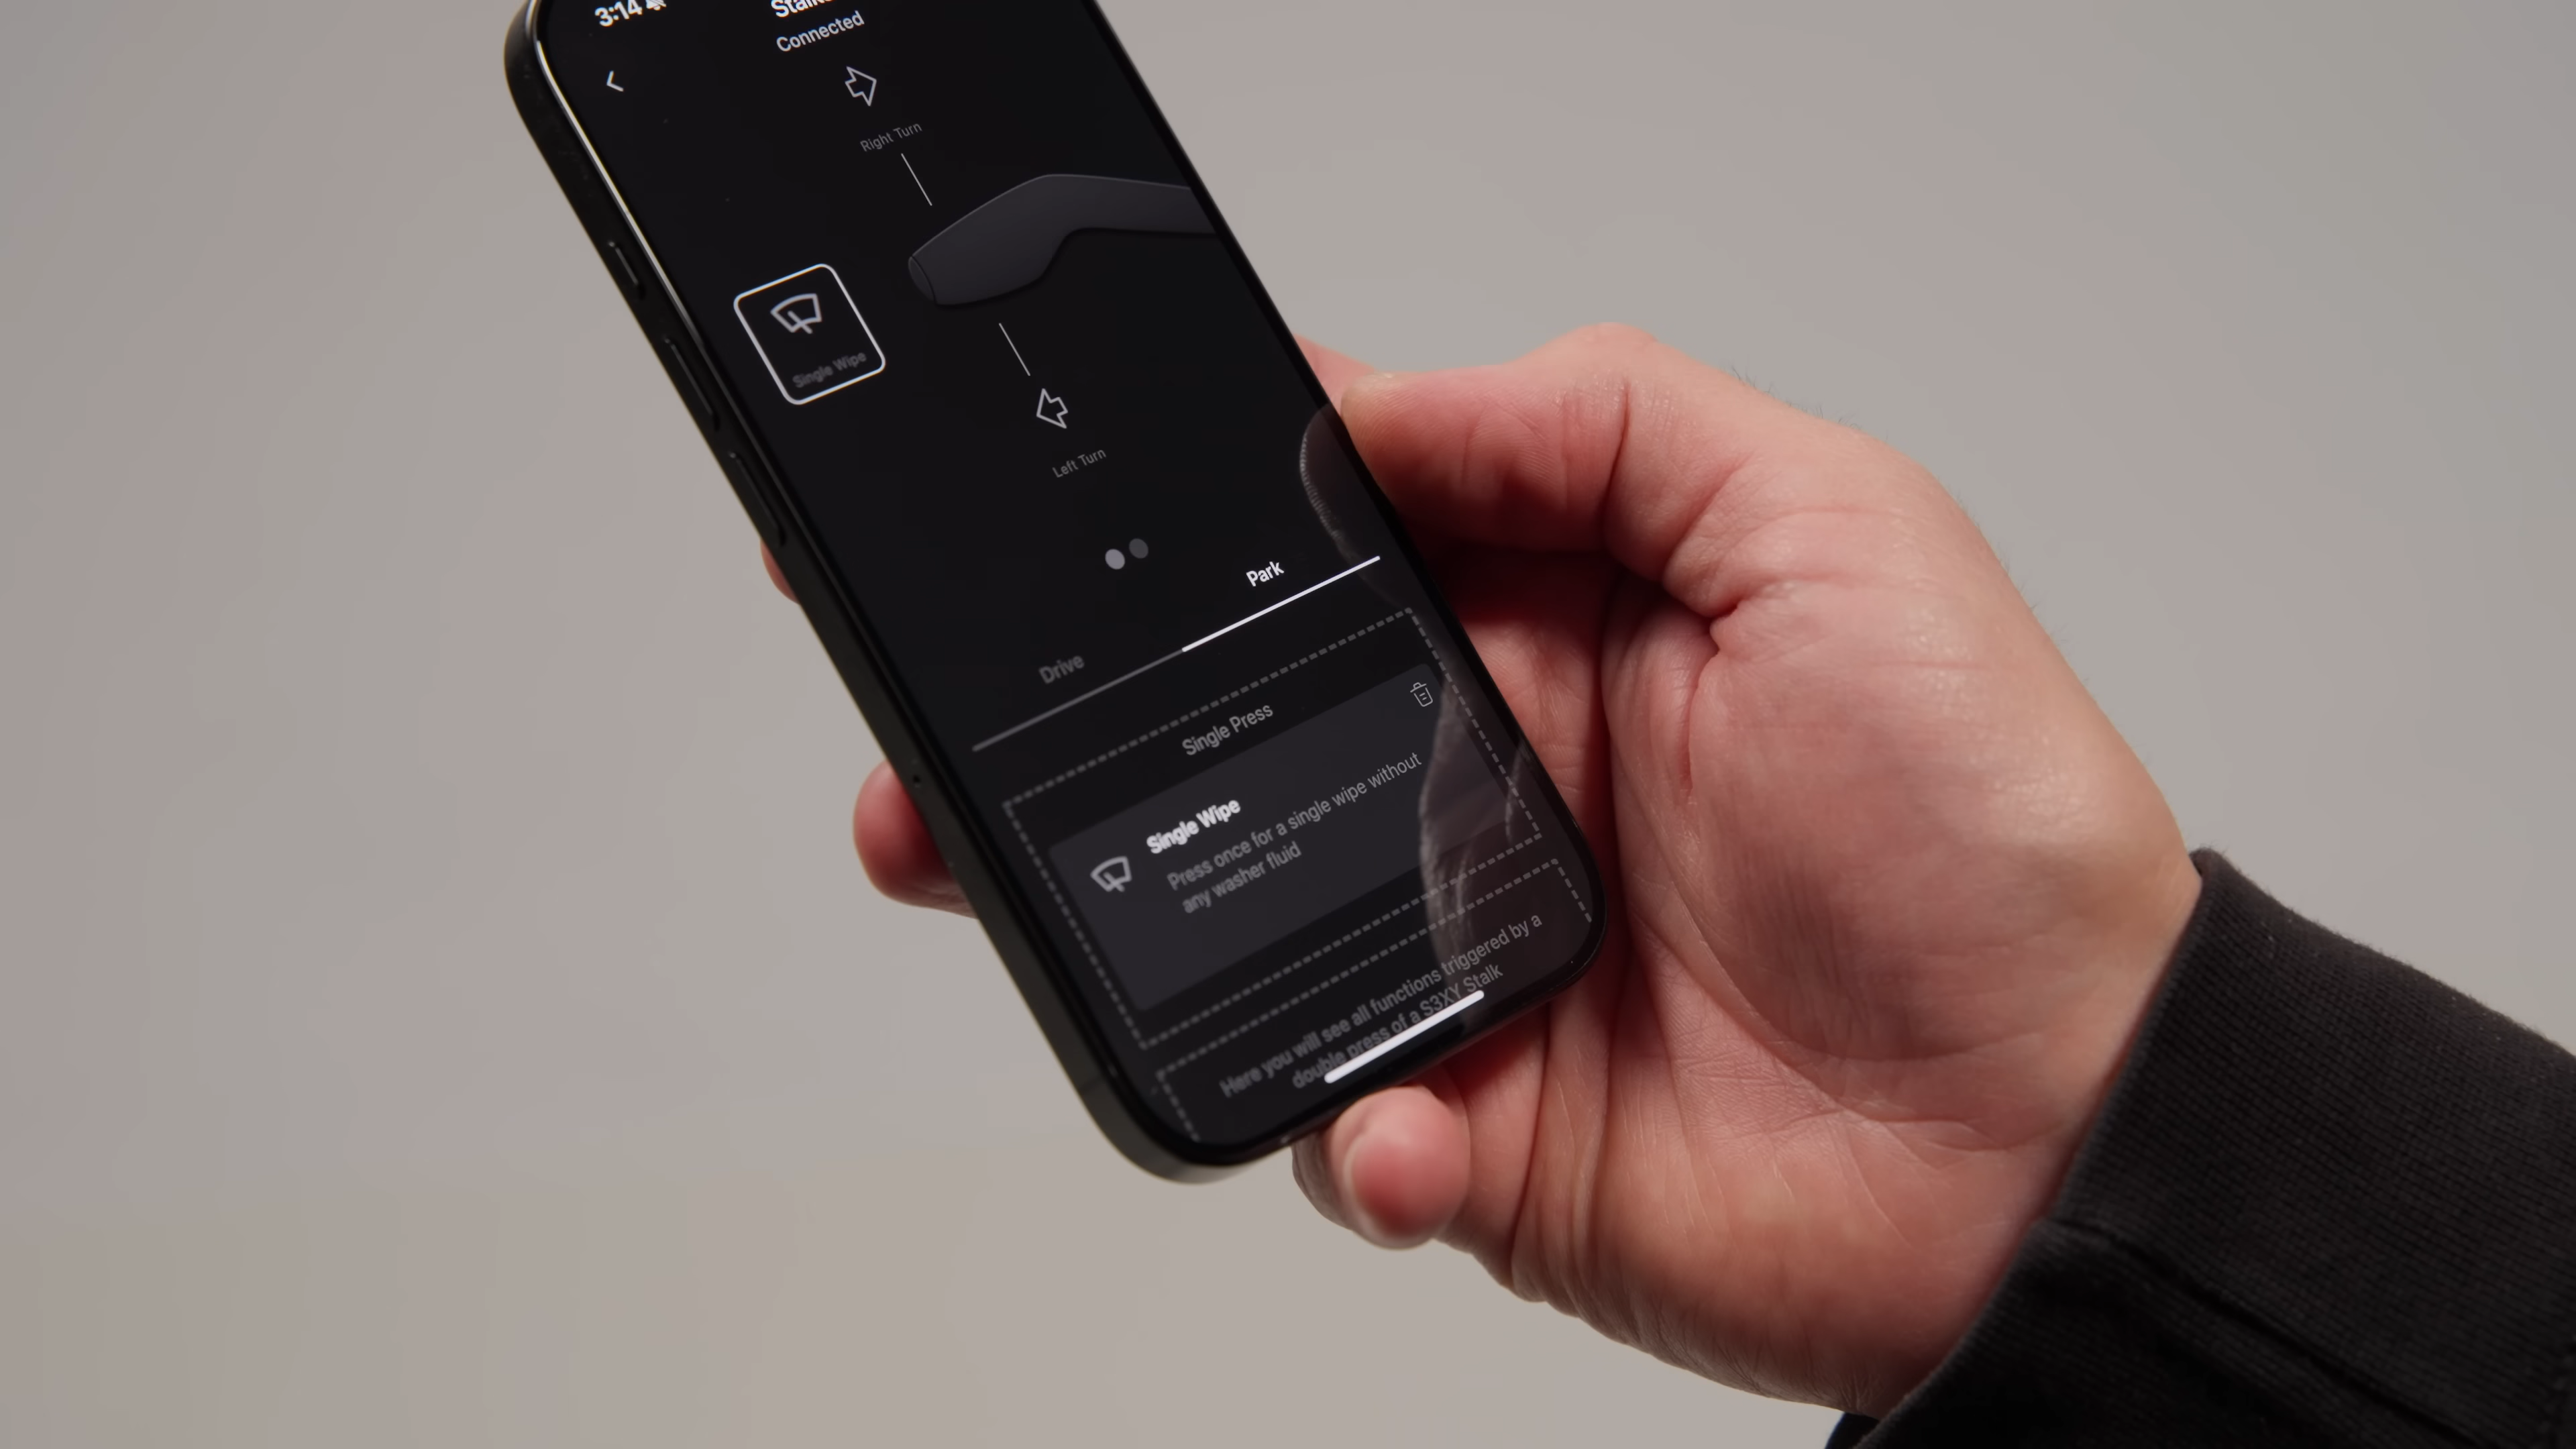 3:14
Connected
Right Turn
Single Wipe
Left Turn
Park
Drive
Single Press
Single Wipe
Press once for a single wipe without
any washer fluid
Here you will see all functions triggered by a
double press of a S3XY Stalk